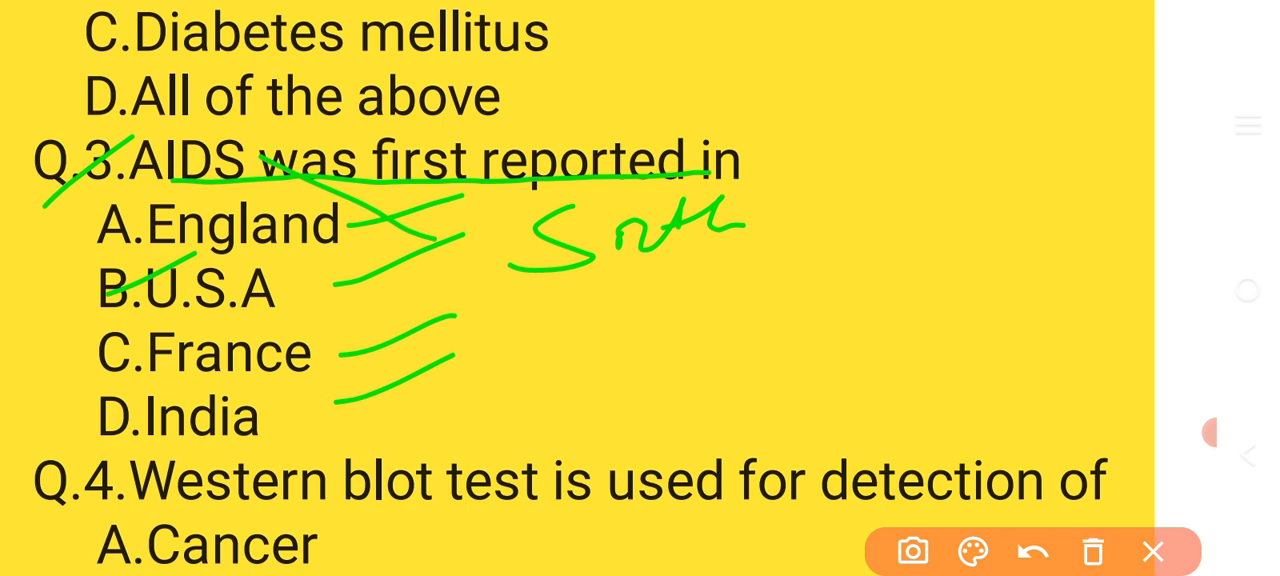 C.Diabetes mellitus
D.All of the above
Q.3.AIDS was first reported in
A.England
B.U.S.A
C.France
D.India
Q.4.Western blot test is used for detection of
A.Cancer